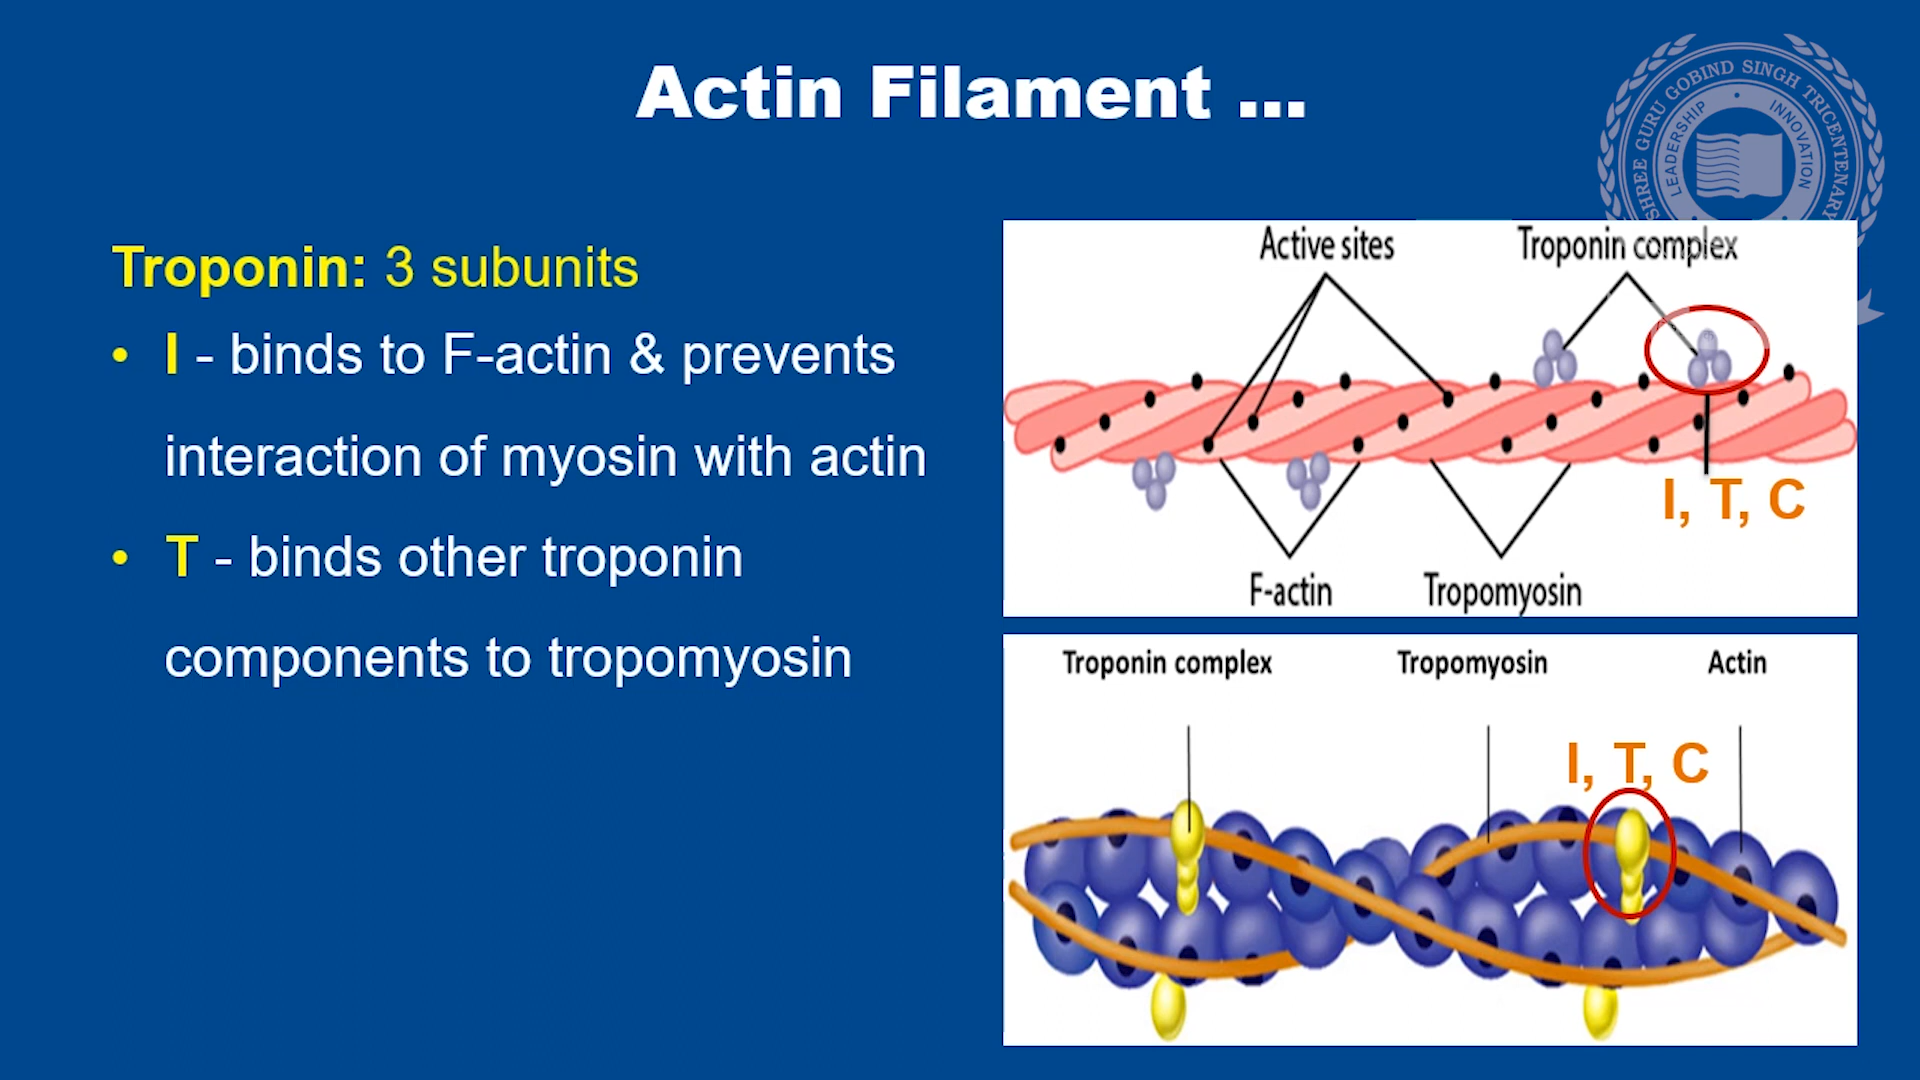 Actin Filament ...
SHREE GURU GOBIND SINGH TRICENTENARY
LEADERSHIP
INNOVATION
Troponin: 3 subunits
• I - binds to F-actin & prevents
interaction of myosin with actin
• T - binds other troponin
components to tropomyosin
Active sites
Troponin complex
I, T, C
F-actin
Tropomyosin
Troponin complex
Tropomyosin
Actin
I, T, C